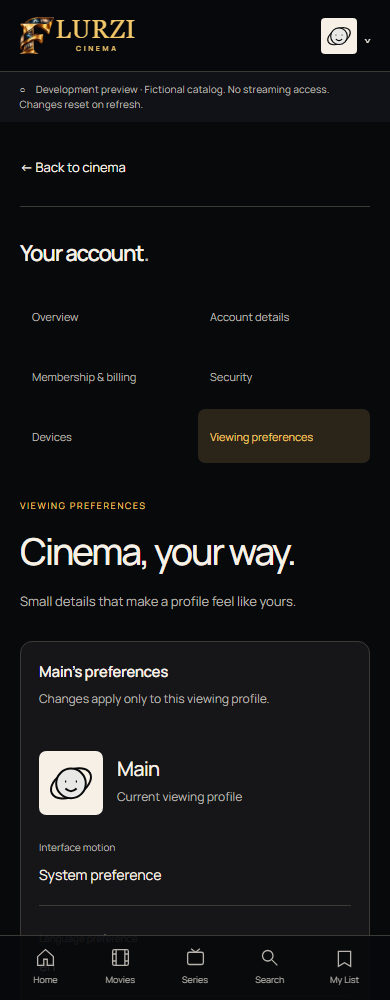 FLURZI
CINEMA
Development preview · Fictional catalog. No streaming access.
Changes reset on refresh.
← Back to cinema
Your account.
Overview
Account details
Membership & billing
Security
Devices
Viewing preferences
VIEWING PREFERENCES
Cinema, your way.
Small details that make a profile feel like yours.
Main's preferences
Changes apply only to this viewing profile.
Main
Current viewing profile
Interface motion
System preference
Language preference
Home
Movies
Series
Search
My List